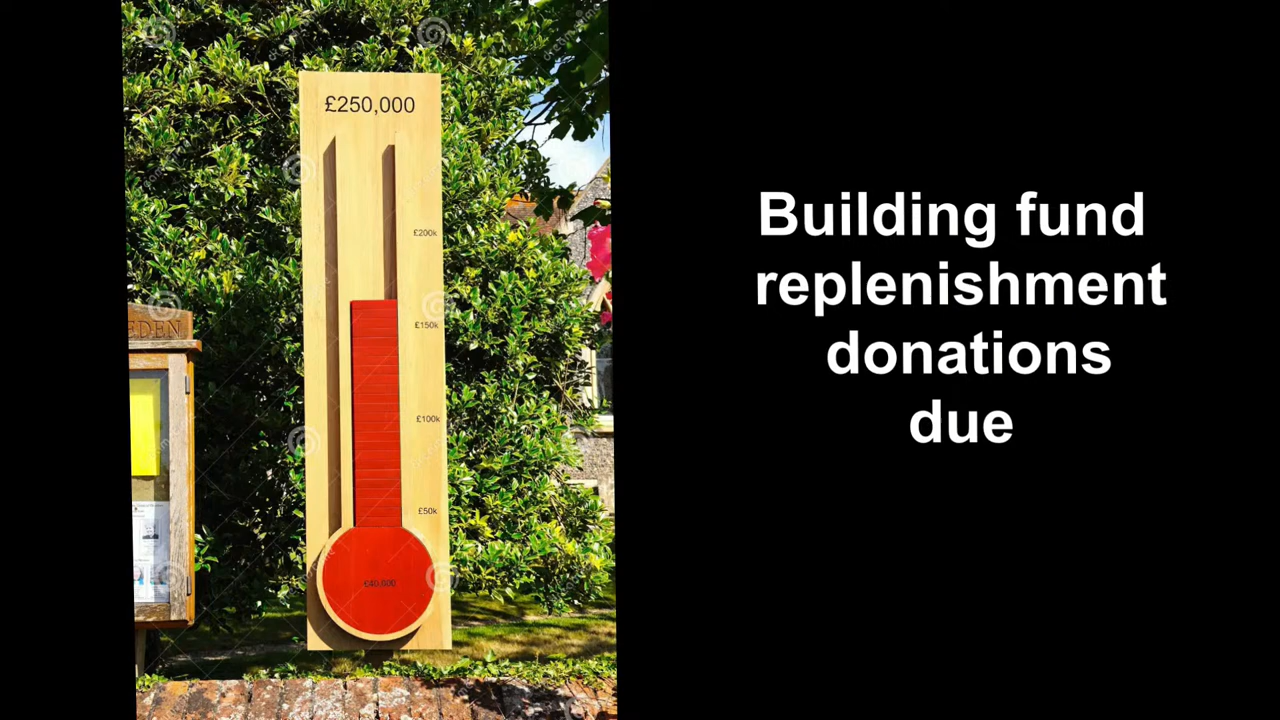 £250,000
£200k
£150k
£100k
£50k
£40,000
EDEN
Building fund
replenishment
donations
due